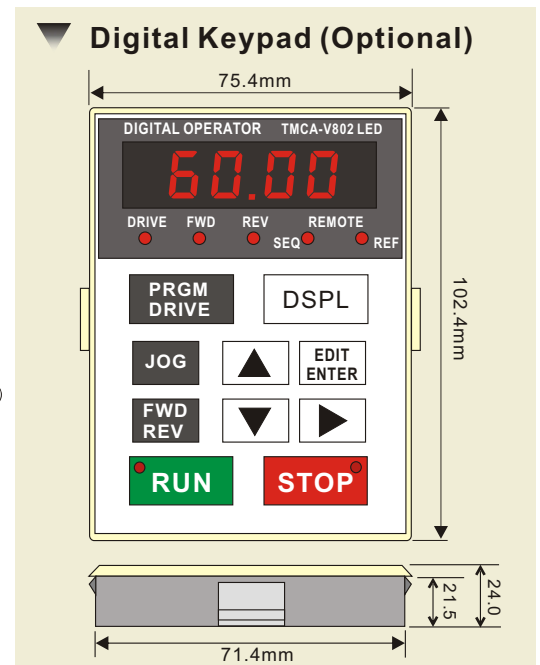 Digital Keypad (Optional)
75.4mm
DIGITAL OPERATOR TMCA-V802 LED
60.00
DRIVE FWD REV REMOTE
SEQ REF
PRGM
DRIVE
DSPL
JOG
EDIT
ENTER
FWD
REV
RUN STOP
102.4mm
21.5
24.0
71.4mm
)